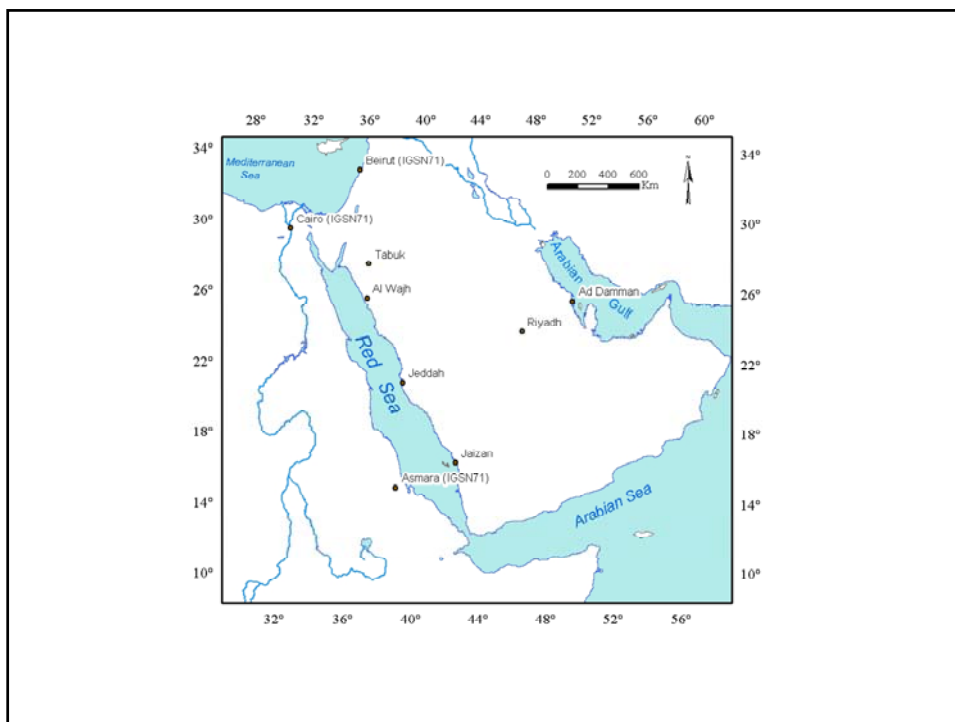 28° 32° 36° 40° 44° 48° 52° 56° 60°
34° 34°
Beirut (IGSN71)
Mediterranean
Sea
0 200 400 600
Km
30° 30°
Cairo (IGSN71)
Tabuk
Arabian
Gulf
26° 26°
Al Wajh
Ad Damman
Riyadh
22° 22°
Red Sea
Jeddah
18° 18°
Jaizan
Asmara (IGSN71)
14° 14°
Arabian Sea
10° 10°
32° 36° 40° 44° 48° 52° 56°